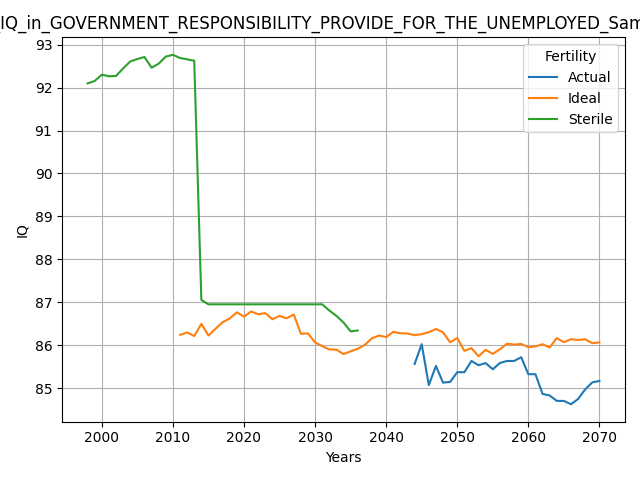 _IQ_in_GOVERNMENT_RESPONSIBILITY_PROVIDE_FOR_THE_UNEMPLOYED_Sam
93
92
91
90
89
88
87
86
85
IQ
Fertility
Actual
Ideal
Sterile
2000 2010 2020 2030 2040 2050 2060 2070
Years